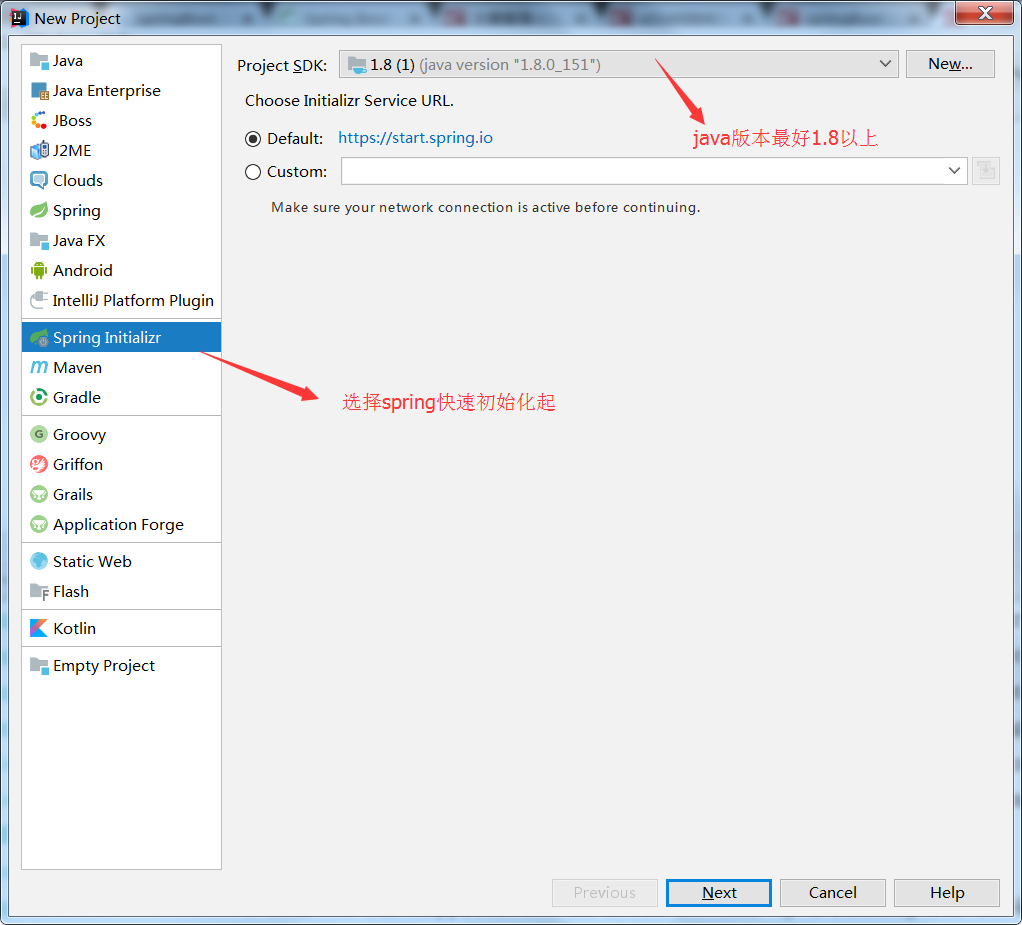 New Project
Java
Java Enterprise
JBoss
J2ME
Clouds
Spring
Java FX
Android
IntelliJ Platform Plugin
Spring Initializr
Maven
Gradle
Groovy
Griffon
Grails
Application Forge
Static Web
Flash
Kotlin
Empty Project
Project SDK: 1.8 (1) (java version "1.8.0_151") New...
Choose Initializr Service URL.
Default: https://start.spring.io
java版本最好1.8以上
Custom:
Make sure your network connection is active before continuing.
选择spring快速初始化起
Previous Next Cancel Help